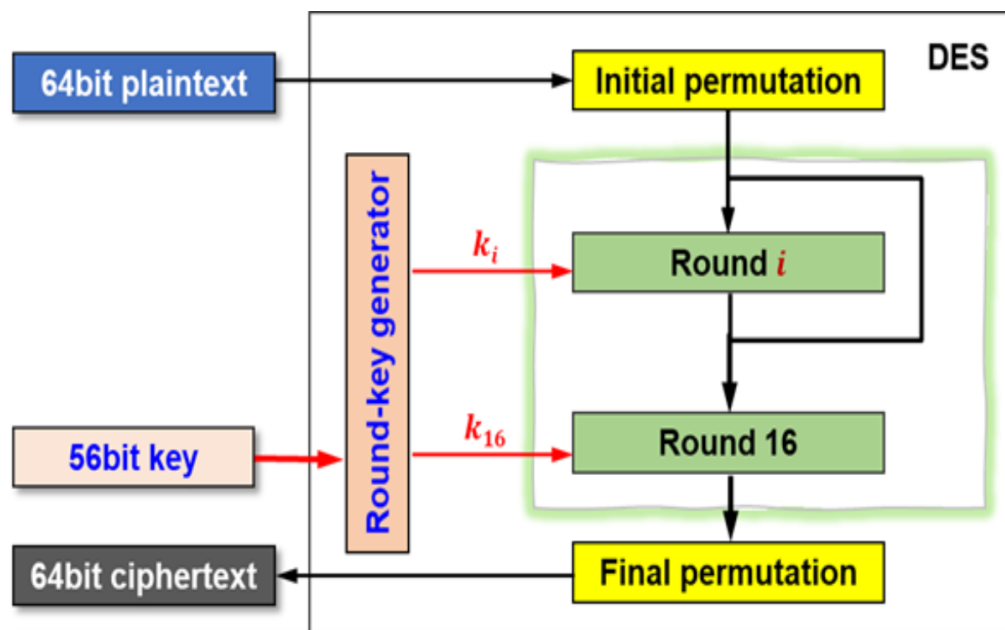 DES
64bit plaintext
Initial permutation
Round-key generator
k_i
Round i
k_16
Round 16
56bit key
64bit ciphertext
Final permutation